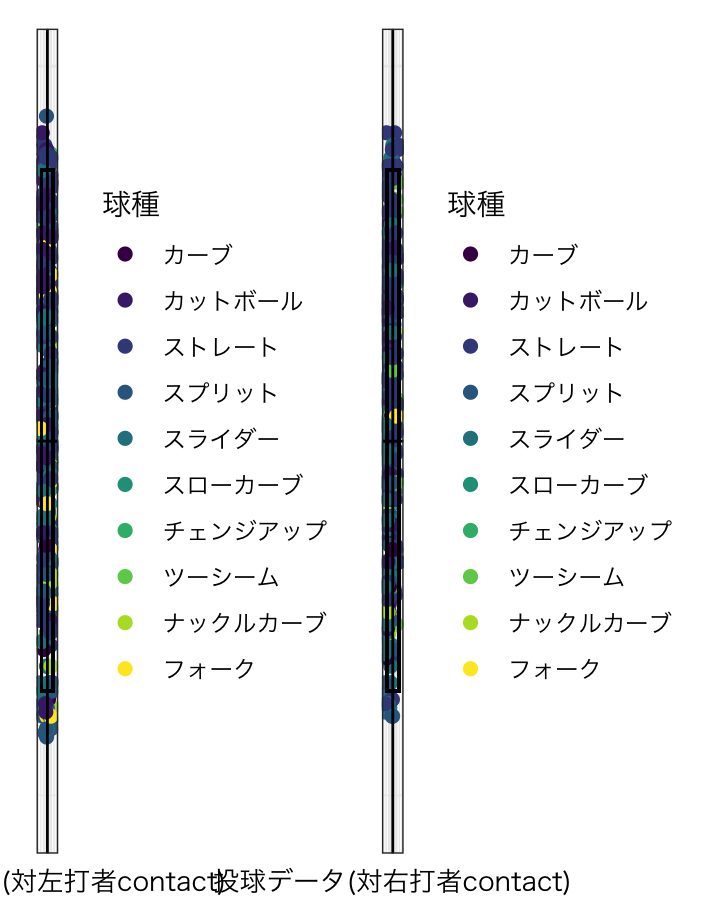 球種
カーブ
カットボール
ストレート
スプリット
スライダー
スローカーブ
チェンジアップ
ツーシーム
ナックルカーブ
フォーク
球種
カーブ
カットボール
ストレート
スプリット
スライダー
スローカーブ
チェンジアップ
ツーシーム
ナックルカーブ
フォーク
(対左打者contact)
投球データ(対右打者contact)